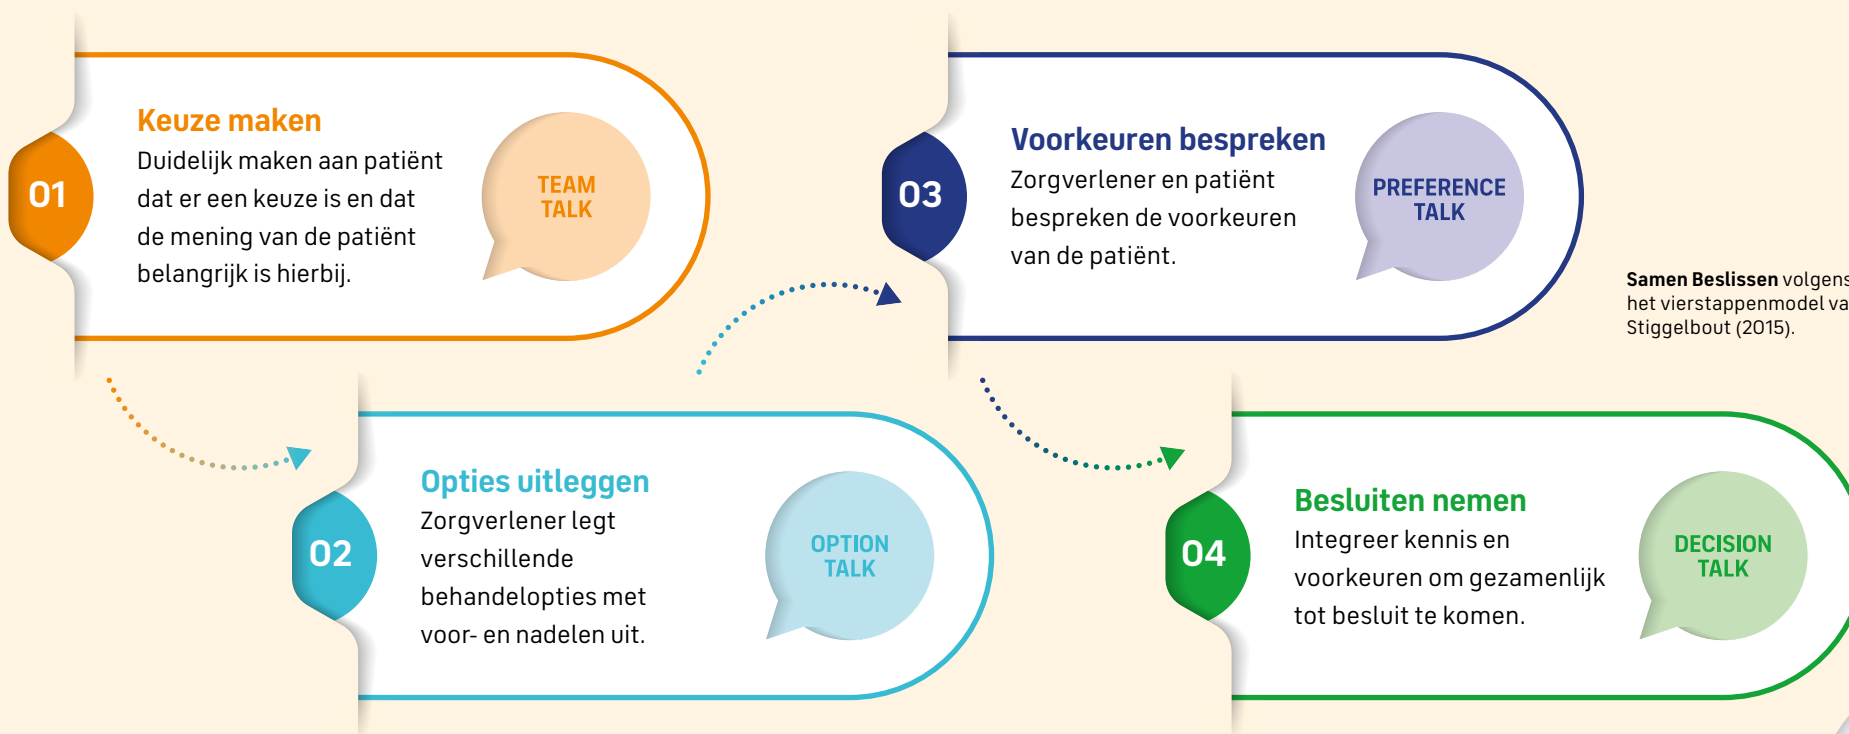 01
Keuze maken
Duidelijk maken aan patiënt
dat er een keuze is en dat
de mening van de patiënt
belangrijk is hierbij.
TEAM
TALK
02
Opties uitleggen
Zorgverlener legt
verschillende
behandelopties met
voor- en nadelen uit.
OPTION
TALK
03
Voorkeuren bespreken
Zorgverlener en patiënt
bespreken de voorkeuren
van de patiënt.
PREFERENCE
TALK
04
Besluiten nemen
Integreer kennis en
voorkeuren om gezamenlijk
tot besluit te komen.
DECISION
TALK
Samen Beslissen volgens
het vierstappenmodel va
Stiggelbout (2015).